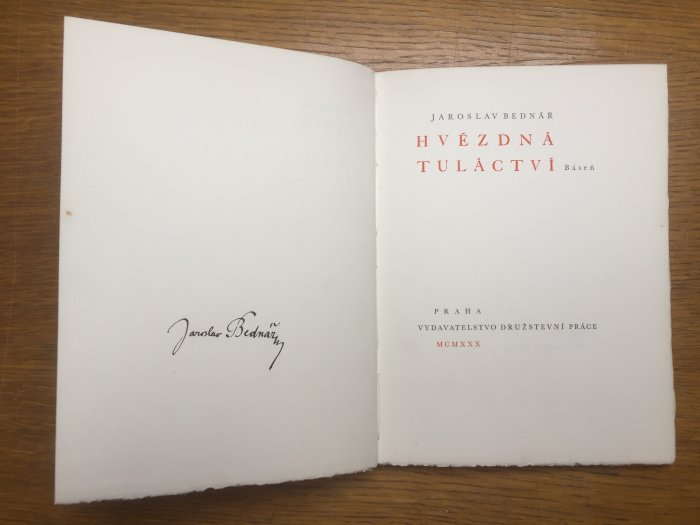 Jaroslav Bednář
JAROSLAV BEDNÁŘ
HVĚZDNÁ
TULÁCTVÍ Báseň
PRAHA
VYDAVATELSTVO DRUŽSTEVNÍ PRÁCE
MCMXXX